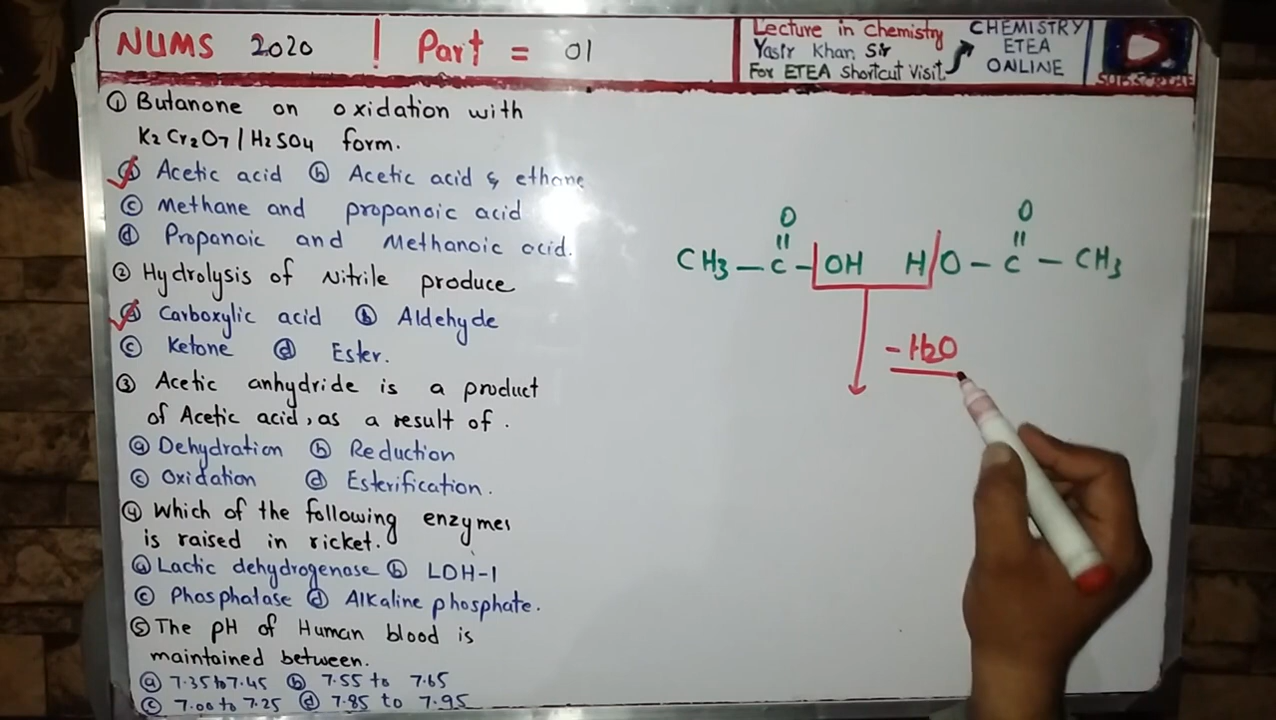 NUMS 2020 ! Part = 01
Lecture in Chemistry
Yasir Khan Sir
For ETEA Shortcut Visit
CHEMISTRY
ETEA
ONLINE
SUBSCRIBE
① Butanone on oxidation with
K2Cr2O7/H2SO4 form.
ⓐ Acetic acid ⓑ Acetic acid & ethane
ⓒ Methane and propanoic acid
ⓓ Propanoic and Methanoic acid.
② Hydrolysis of Nitrile produce
ⓐ Carboxylic acid ⓑ Aldehyde
ⓒ Ketone ⓓ Ester.
③ Acetic anhydride is a product
of Acetic acid, as a result of.
ⓐ Dehydration ⓑ Reduction
ⓒ Oxidation ⓓ Esterification.
④ Which of the following enzymes
is raised in ricket.
ⓐ Lactic dehydrogenase ⓑ LDH-1
ⓒ Phosphatase ⓓ Alkaline phosphate.
⑤ The pH of Human blood is
maintained between.
ⓐ 7.35 to 7.45 ⓑ 7.55 to 7.65
ⓒ 7.00 to 7.25 ⓓ 7.85 to 7.95
O O
|| ||
CH3 — C - OH H O - C - CH3
- H2O